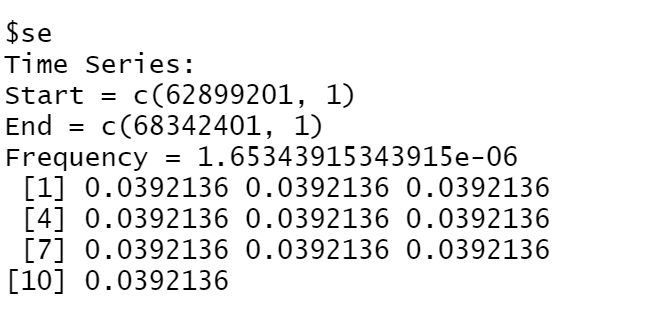 $se
Time Series:
Start = c(62899201, 1)
End = c(68342401, 1)
Frequency = 1.65343915343915e-06
 [1] 0.0392136 0.0392136 0.0392136
 [4] 0.0392136 0.0392136 0.0392136
 [7] 0.0392136 0.0392136 0.0392136
[10] 0.0392136